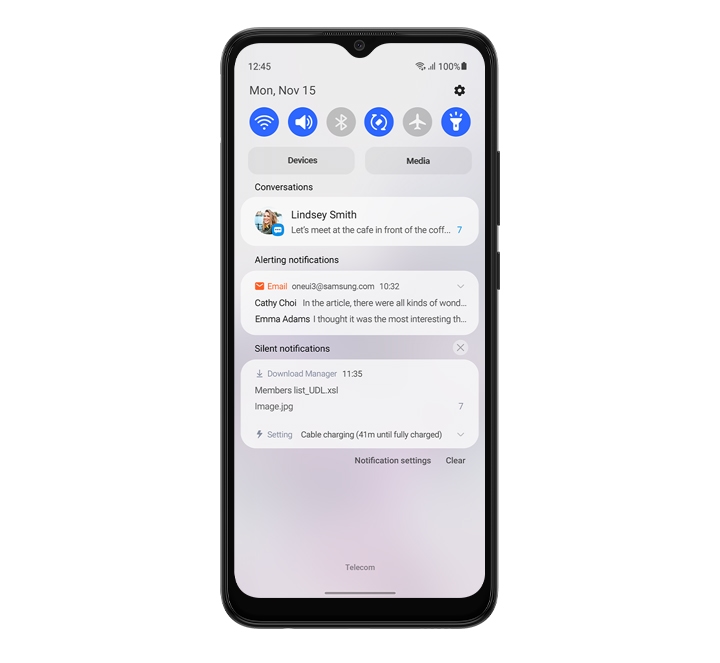 12:45 100%
Mon, Nov 15
Devices Media
Conversations
Lindsey Smith
Let's meet at the cafe in front of the coff... 7
Alerting notifications
Email oneui3@samsung.com 10:32
Cathy Choi In the article, there were all kinds of wond...
Emma Adams I thought it was the most interesting th...
Silent notifications
Download Manager 11:35
Members list_UDL.xsl
Image.jpg 7
Setting Cable charging (41m until fully charged)
Notification settings Clear
Telecom